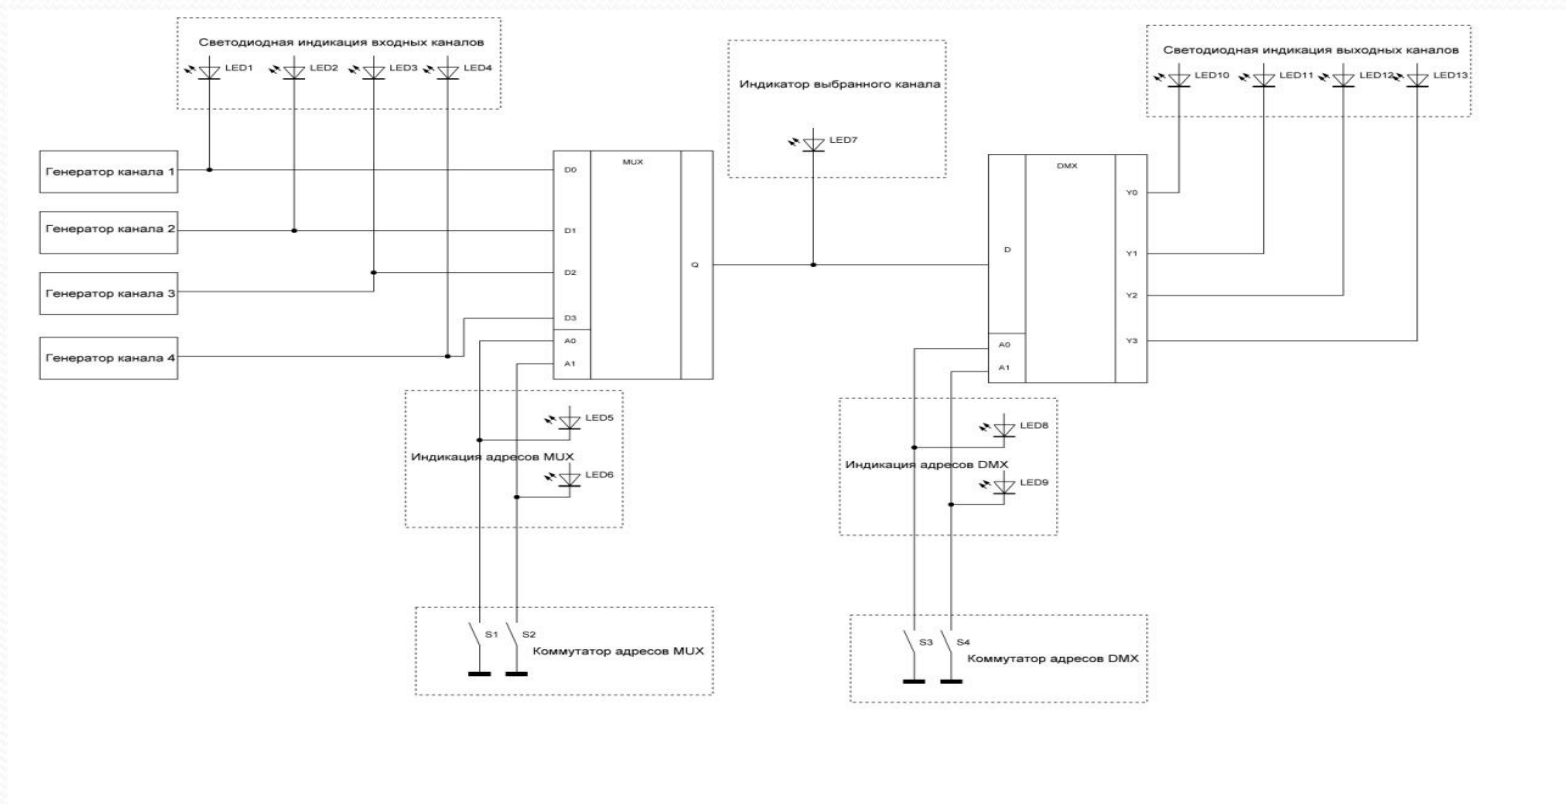 Светодиодная индикация входных каналов
LED1
LED2
LED3
LED4
Индикатор выбранного канала
LED7
Светодиодная индикация выходных каналов
LED10
LED11
LED12
LED13
Генератор канала 1
Генератор канала 2
Генератор канала 3
Генератор канала 4
MUX
D0
D1
D2
D3
A0
A1
Q
DMX
D
A0
A1
Y0
Y1
Y2
Y3
LED5
Индикация адресов MUX
LED6
LED8
Индикация адресов DMX
LED9
S1
S2
Коммутатор адресов MUX
S3
S4
Коммутатор адресов DMX